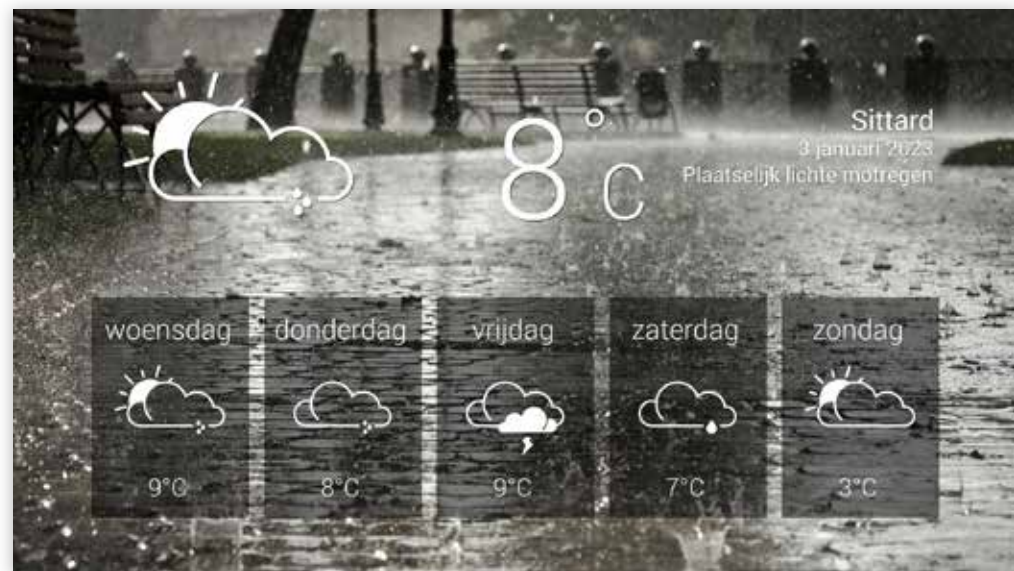 8°C
Sittard
3 januari 2023
Plaatselijk lichte motregen
woensdag donderdag vrijdag zaterdag zondag
9°C 8°C 9°C 7°C 3°C